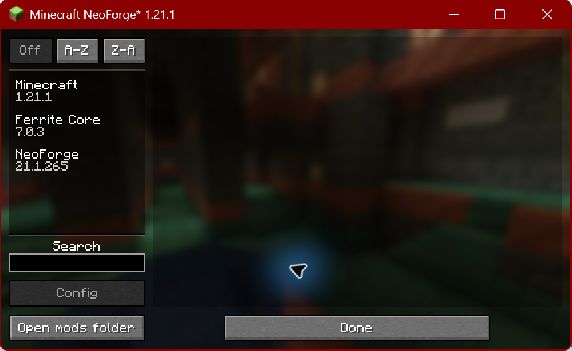 Minecraft NeoForge* 1.21.1
Off A-Z Z-A
Minecraft
1.21.1
Ferrite Core
7.0.3
NeoForge
21.1.265
Search
Config
Open mods folder Done